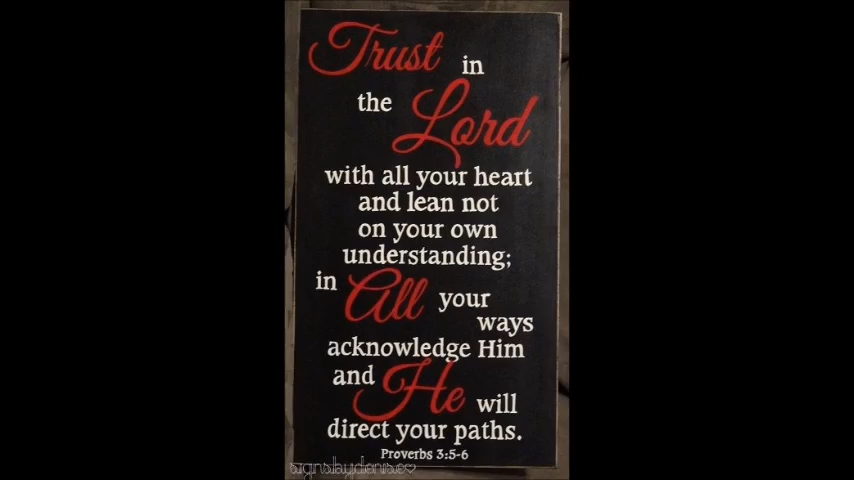 Trust in
the Lord
with all your heart
and lean not
on your own
understanding;
in All your
ways
acknowledge Him
and He will
direct your paths.
Proverbs 3:5-6
signsbydenise